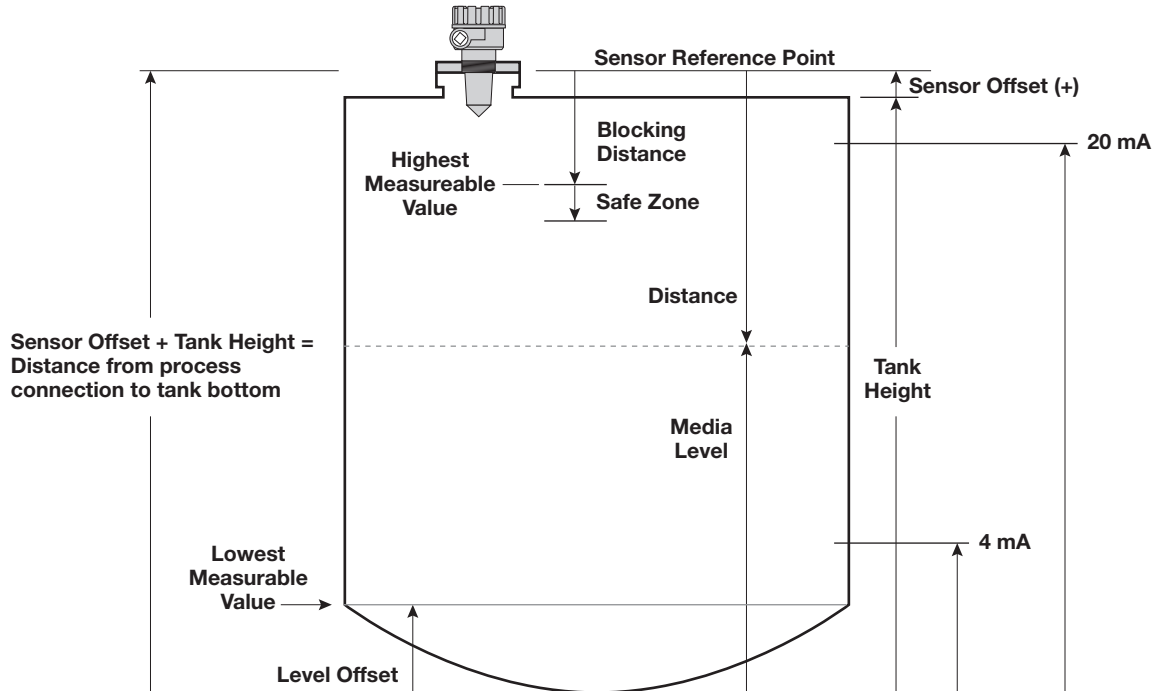 Sensor Reference Point
Sensor Offset (+)
Blocking
Distance
20 mA
Highest
Measureable
Value
Safe Zone
Distance
Sensor Offset + Tank Height =
Distance from process
connection to tank bottom
Tank
Height
Media
Level
4 mA
Lowest
Measurable
Value
Level Offset